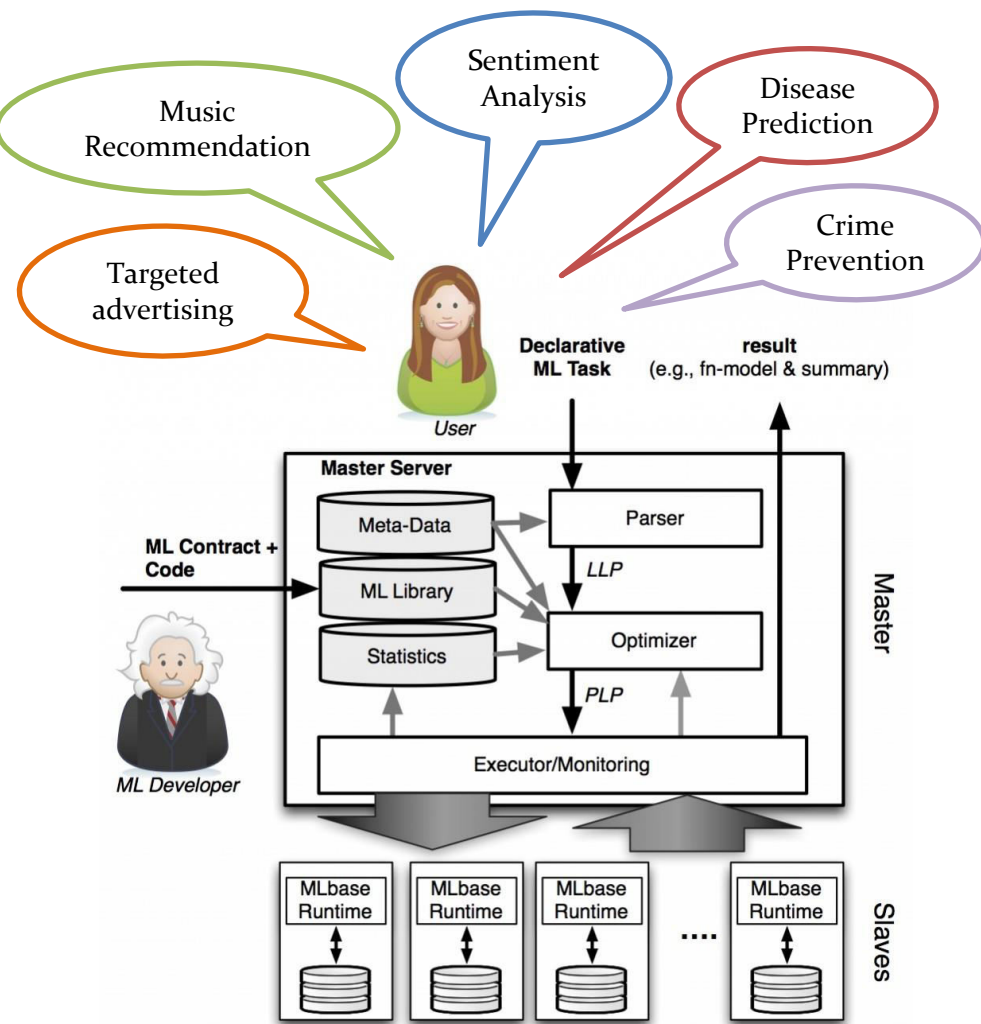 Sentiment
Analysis
Music
Recommendation
Disease
Prediction
Crime
Prevention
Targeted
advertising
User
Declarative
ML Task
result
(e.g., fn-model & summary)
Master Server
Meta-Data
Parser
ML Contract +
Code
LLP
ML Library
Statistics
Optimizer
PLP
Executor/Monitoring
Master
ML Developer
MLbase
Runtime
MLbase
Runtime
MLbase
Runtime
....
MLbase
Runtime
Slaves